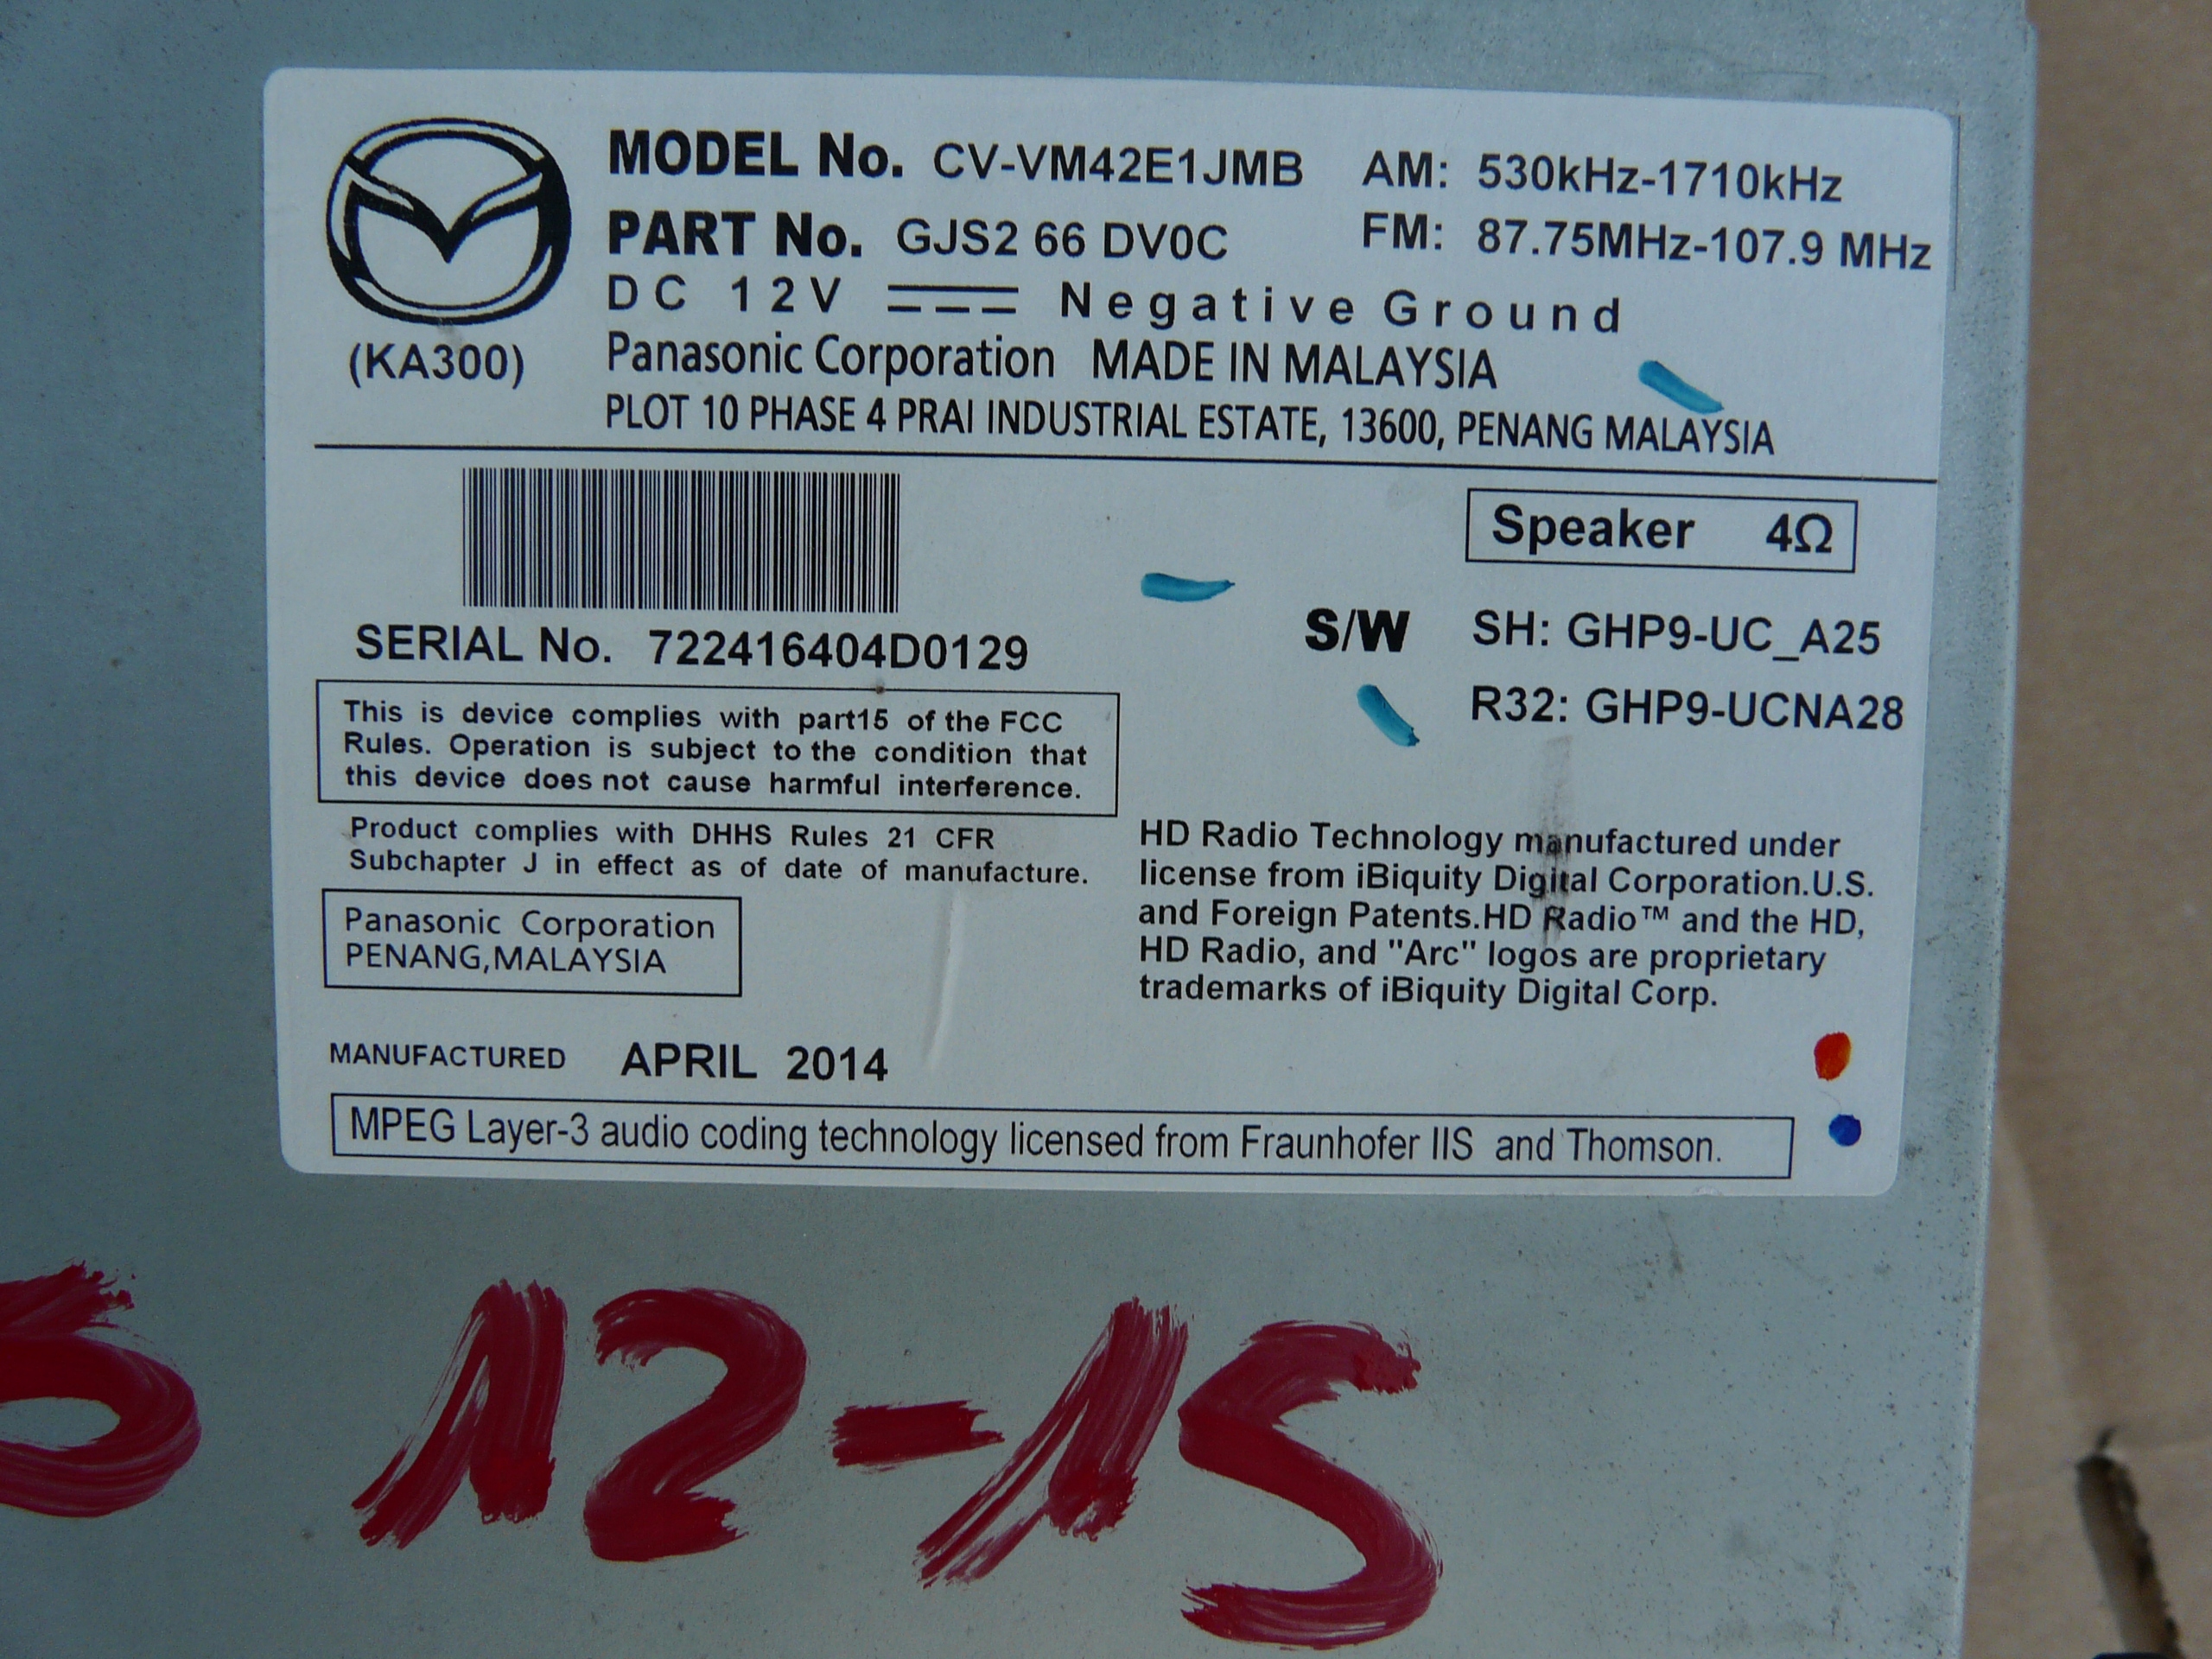 MODEL No. CV-VM42E1JMB AM: 530kHz-1710kHz
PART No. GJS2 66 DV0C FM: 87.75MHz-107.9 MHz
DC 12V Negative Ground
(KA300) Panasonic Corporation MADE IN MALAYSIA
PLOT 10 PHASE 4 PRAI INDUSTRIAL ESTATE, 13600, PENANG MALAYSIA
Speaker 4Ω
SERIAL No. 722416404D0129
S/W SH: GHP9-UC_A25
R32: GHP9-UCNA28
This is device complies with part15 of the FCC
Rules. Operation is subject to the condition that
this device does not cause harmful interference.
Product complies with DHHS Rules 21 CFR
Subchapter J in effect as of date of manufacture.
HD Radio Technology manufactured under
license from iBiquity Digital Corporation.U.S.
and Foreign Patents.HD Radio™ and the HD,
HD Radio, and "Arc" logos are proprietary
trademarks of iBiquity Digital Corp.
Panasonic Corporation
PENANG,MALAYSIA
MANUFACTURED APRIL 2014
MPEG Layer-3 audio coding technology licensed from Fraunhofer IIS and Thomson.
12-15